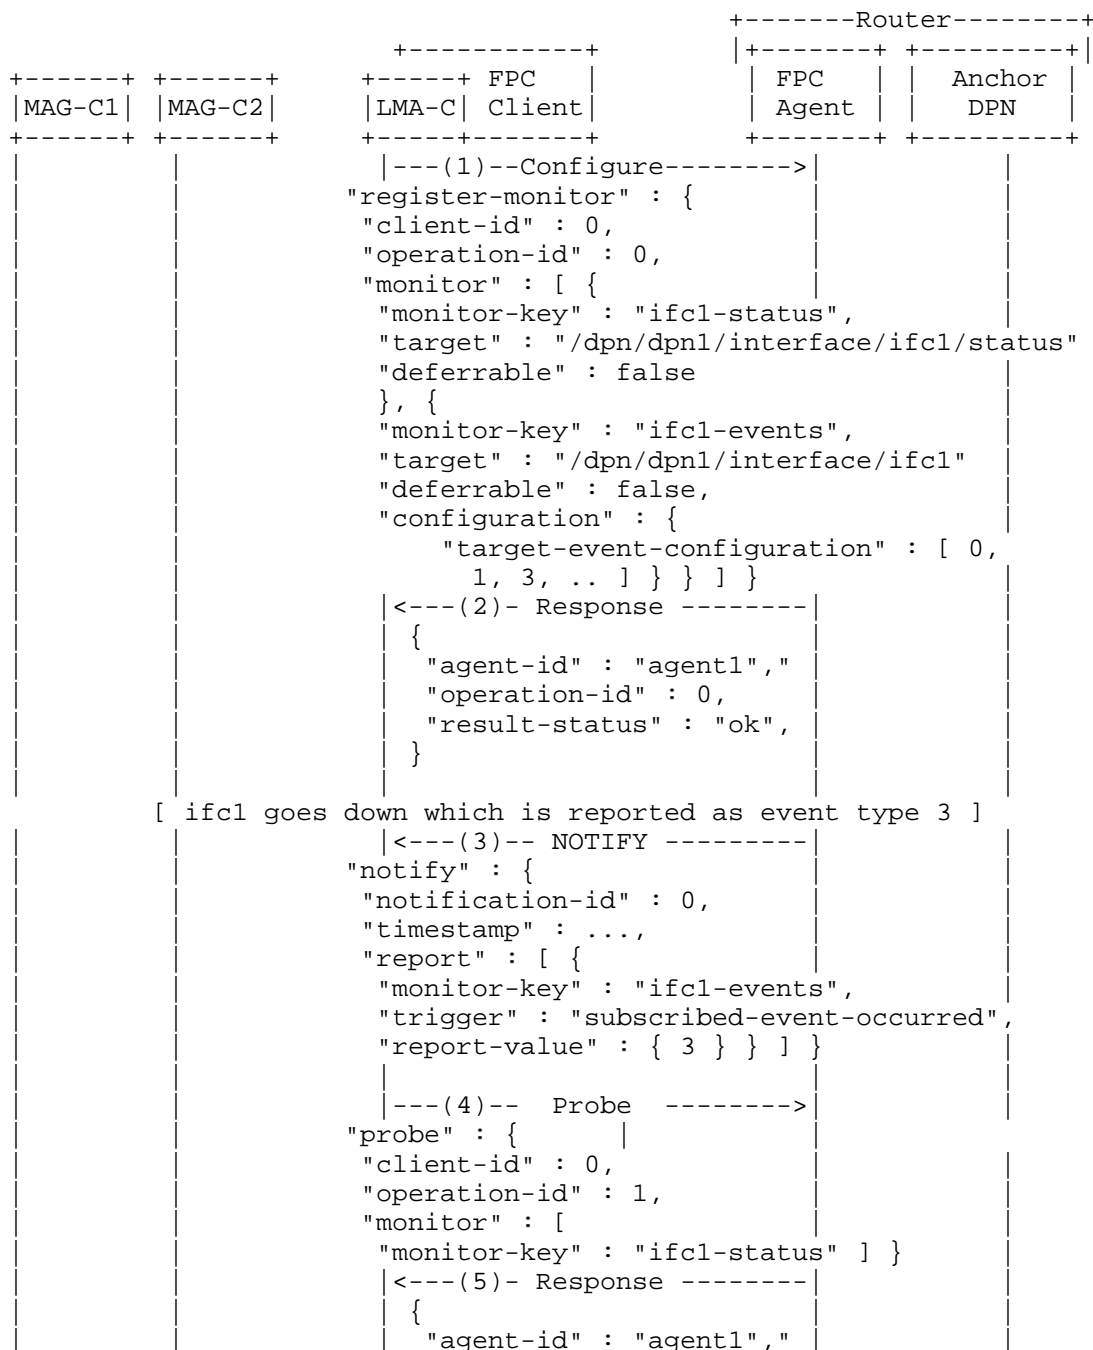 +-------Router--------+
                        +-----------+         |+-------+ +---------+|
+------+ +------+      +-----+ FPC  |          | FPC   | |  Anchor |
|MAG-C1| |MAG-C2|      |LMA-C| Client|         | Agent | |   DPN   |
+------+ +------+      +-----+-------+         +-------+ +---------+
|          |            |---(1)--Configure-------->|           |
|          |          "register-monitor" : {       |           |
|          |           "client-id" : 0,            |           |
|          |           "operation-id" : 0,         |           |
|          |           "monitor" : [ {             |           |
|          |            "monitor-key" : "ifc1-status",         |
|          |            "target" : "/dpn/dpn1/interface/ifc1/status"
|          |            "deferrable" : false                   |
|          |            }, {                                   |
|          |            "monitor-key" : "ifc1-events",         |
|          |            "target" : "/dpn/dpn1/interface/ifc1"  |
|          |            "deferrable" : false,                  |
|          |            "configuration" : {                    |
|          |                "target-event-configuration" : [ 0,
|          |                  1, 3, .. ] } } ] }               |
|          |            |<---(2)- Response --------|           |
|          |            | {                        |           |
|          |            |  "agent-id" : "agent1"," |           |
|          |            |  "operation-id" : 0,     |           |
|          |            |  "result-status" : "ok", |           |
|          |            | }                        |           |
|          |            |                          |           |
         [ ifc1 goes down which is reported as event type 3 ]
|          |            |<---(3)-- NOTIFY ---------|           |
|          |          "notify" : {                 |           |
|          |           "notification-id" : 0,      |           |
|          |           "timestamp" : ...,          |           |
|          |           "report" : [ {              |           |
|          |            "monitor-key" : "ifc1-events",         |
|          |            "trigger" : "subscribed-event-occurred",
|          |            "report-value" : { 3 } } ] }           |
|          |            |                          |           |
|          |            |---(4)--  Probe  -------->|           |
|          |          "probe" : {      |           |
|          |           "client-id" : 0,            |           |
|          |           "operation-id" : 1,         |           |
|          |           "monitor" : [               |           |
|          |            "monitor-key" : "ifc1-status" ] }      |
|          |            |<---(5)- Response --------|           |
|          |            | {                        |           |
|          |            |  "agent-id" : "agent1"," |           |